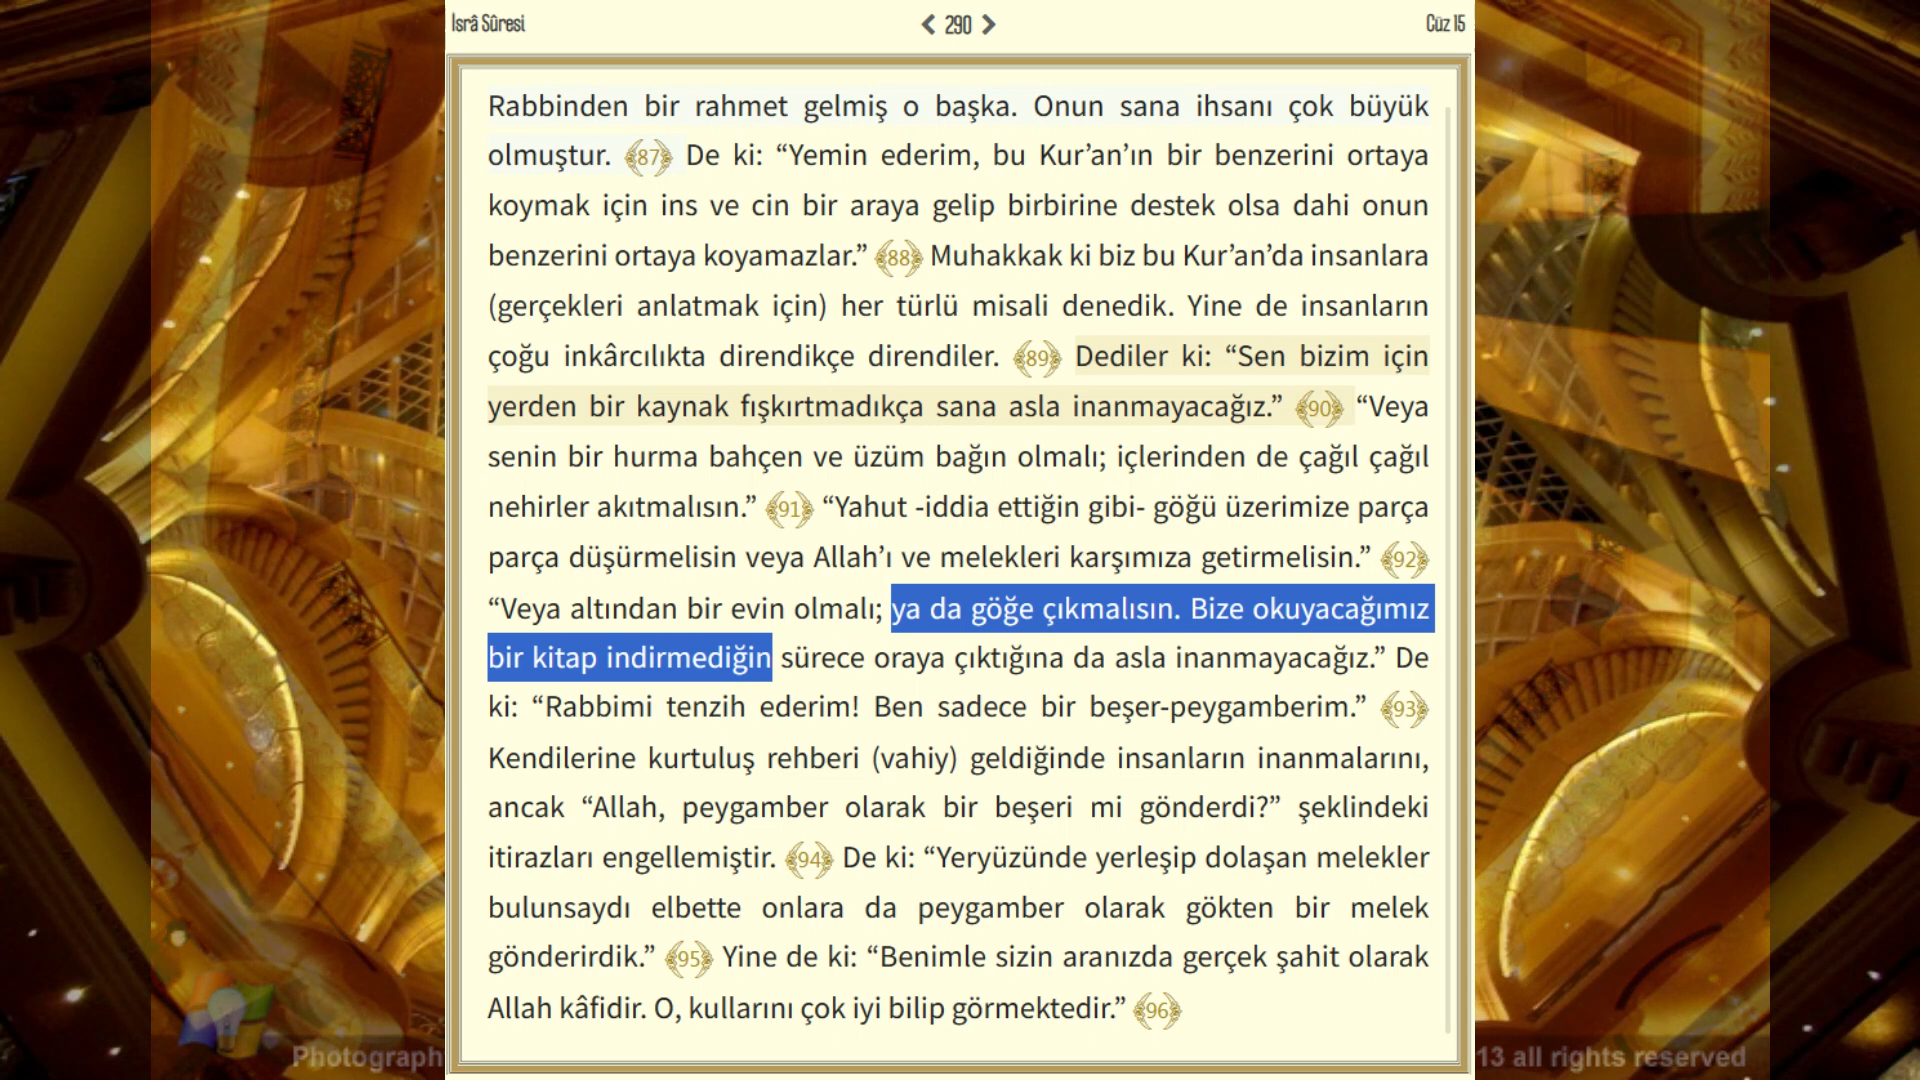 İsrâ Sûresi
290
Cüz 15
Rabbinden bir rahmet gelmiş o başka. Onun sana ihsanı çok büyük
olmuştur. 87 De ki: “Yemin ederim, bu Kur’an’ın bir benzerini ortaya
koymak için ins ve cin bir araya gelip birbirine destek olsa dahi onun
benzerini ortaya koyamazlar.” 88 Muhakkak ki biz bu Kur’an’da insanlara
(gerçekleri anlatmak için) her türlü misali denedik. Yine de insanların
çoğu inkârcılıkta direndikçe direndiler. 89 Dediler ki: “Sen bizim için
yerden bir kaynak fışkırtmadıkça sana asla inanmayacağız.” 90 “Veya
senin bir hurma bahçen ve üzüm bağın olmalı; içlerinden de çağıl çağıl
nehirler akıtmalısın.” 91 “Yahut -iddia ettiğin gibi- göğü üzerimize parça
parça düşürmelisin veya Allah’ı ve melekleri karşımıza getirmelisin.” 92
“Veya altından bir evin olmalı; ya da göğe çıkmalısın. Bize okuyacağımız
bir kitap indirmediğin sürece oraya çıktığına da asla inanmayacağız.” De
ki: “Rabbimi tenzih ederim! Ben sadece bir beşer-peygamberim.” 93
Kendilerine kurtuluş rehberi (vahiy) geldiğinde insanların inanmalarını,
ancak “Allah, peygamber olarak bir beşeri mi gönderdi?” şeklindeki
itirazları engellemiştir. 94 De ki: “Yeryüzünde yerleşip dolaşan melekler
bulunsaydı elbette onlara da peygamber olarak gökten bir melek
gönderirdik.” 95 Yine de ki: “Benimle sizin aranızda gerçek şahit olarak
Allah kâfidir. O, kullarını çok iyi bilip görmektedir.” 96
Photograph
13 all rights reserved